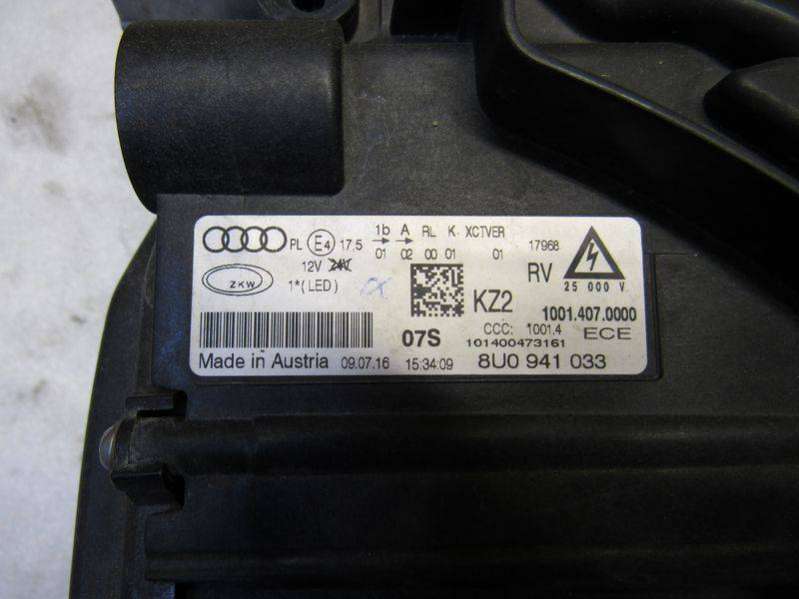 1b A RL K XCTVER 17968
PL E4 17,5
01 02 00 01 01
12V 24V
RV
25 000 V
ZKW
1*(LED)
KZ2
1001.407.0000
07S
CCC: 1001.4 ECE
101400473161
Made in Austria 09.07.16 15:34:09 8U0 941 033